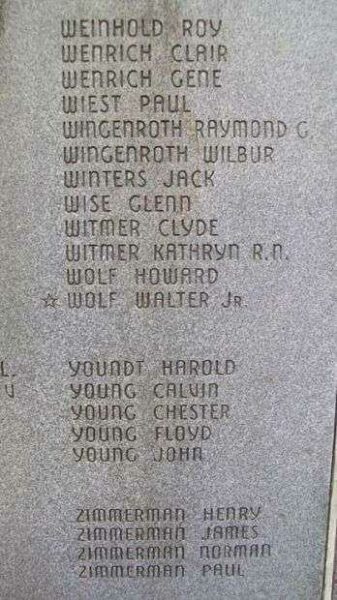 WEINHOLD ROY
WENRICH CLAIR
WENRICH GENE
WIEST PAUL
WINGENROTH RAYMOND G.
WINGENROTH WILBUR
WINTERS JACK
WISE GLENN
WITMER CLYDE
WITMER KATHRYN R.N.
WOLF HOWARD
☆ WOLF WALTER JR.
L. YOUNDT HAROLD
U YOUNG CALVIN
YOUNG CHESTER
YOUNG FLOYD
YOUNG JOHN
ZIMMERMAN HENRY
ZIMMERMAN JAMES
ZIMMERMAN NORMAN
ZIMMERMAN PAUL